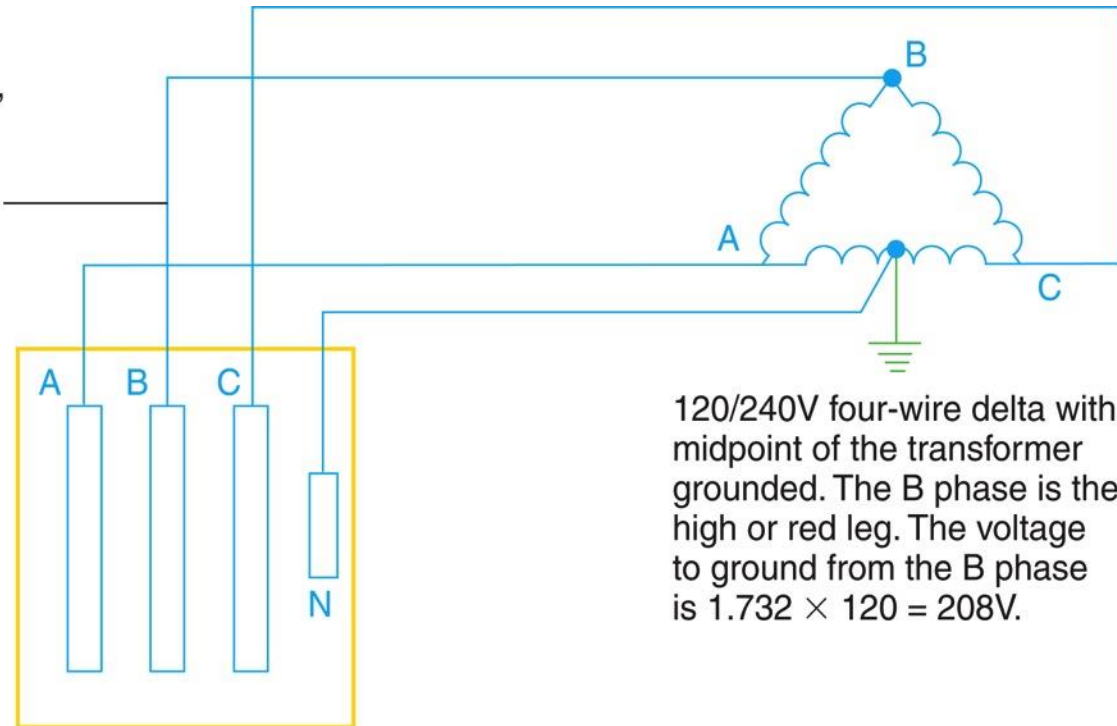 ,
B
A
C
A B C
N
120/240V four-wire delta with
midpoint of the transformer
grounded. The B phase is the
high or red leg. The voltage
to ground from the B phase
is 1.732 × 120 = 208V.